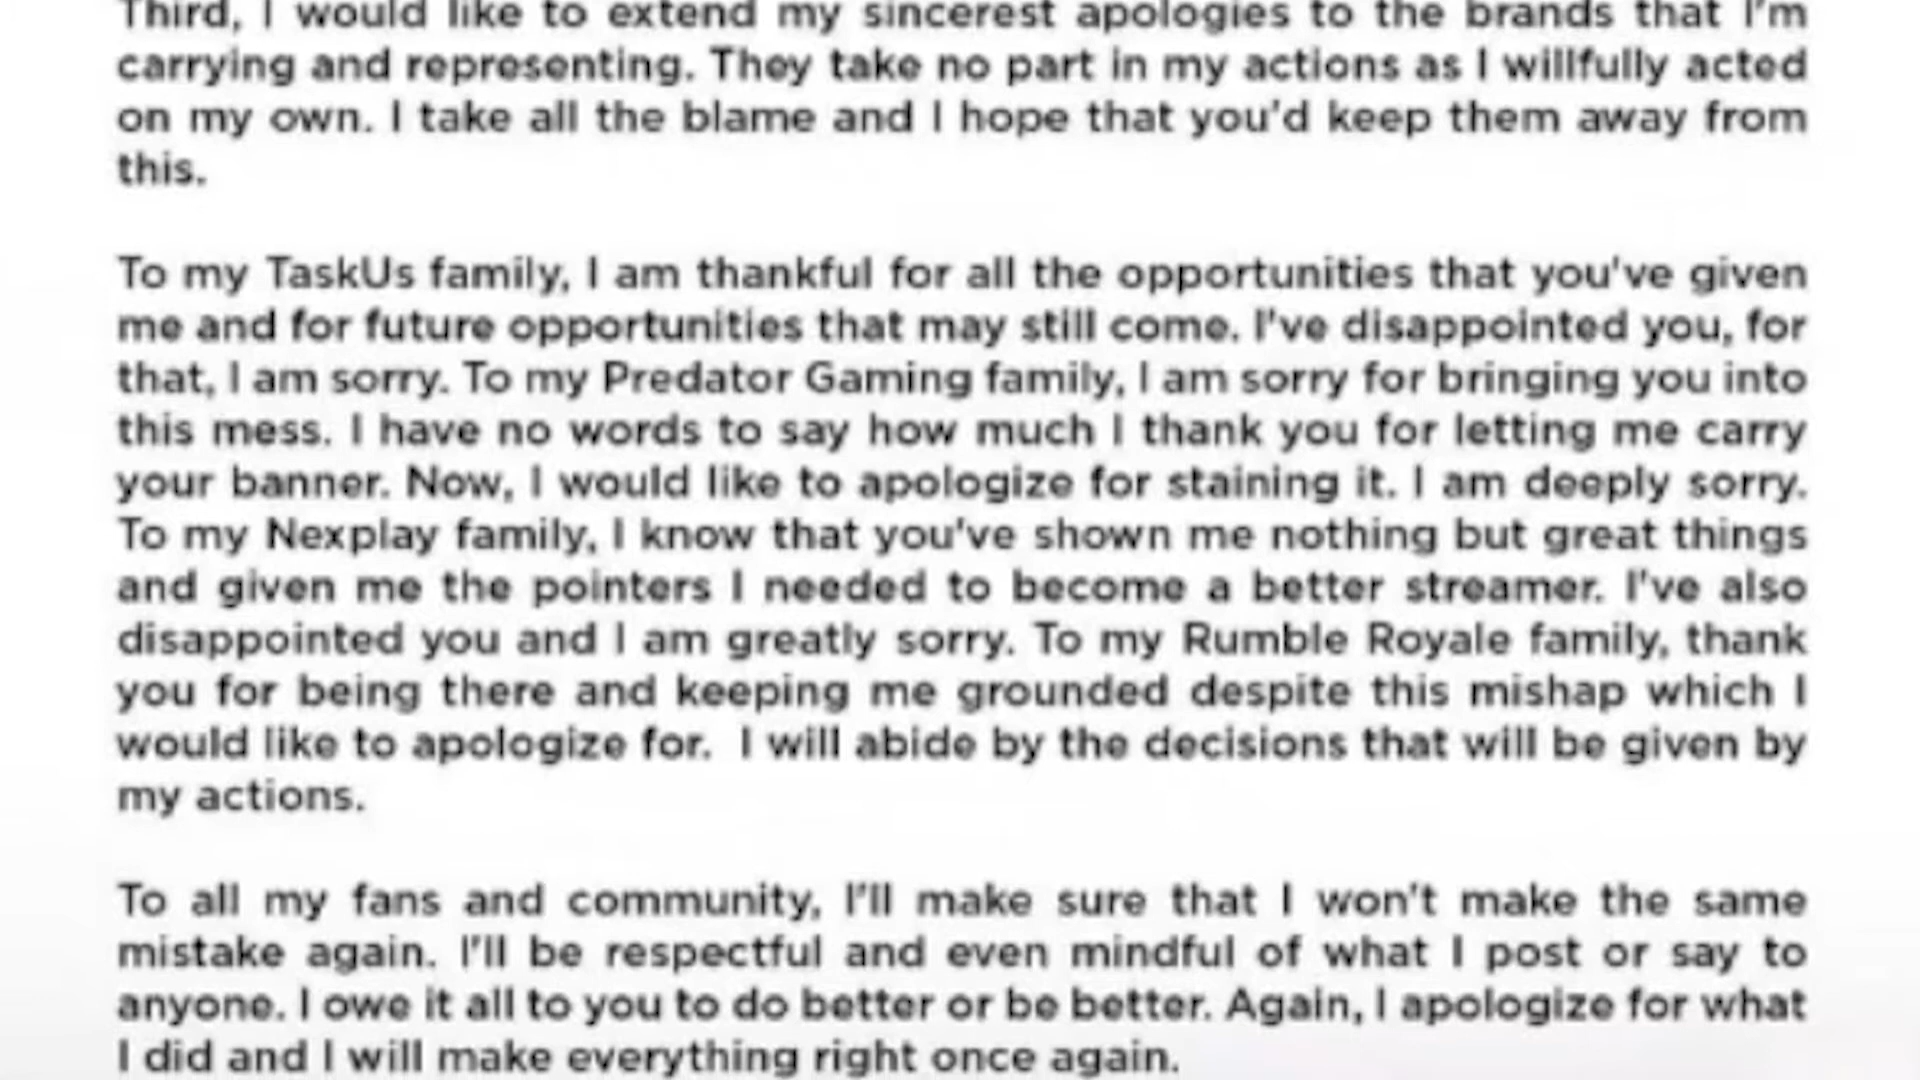 Third, I would like to extend my sincerest apologies to the brands that I'm
carrying and representing. They take no part in my actions as I willfully acted
on my own. I take all the blame and I hope that you'd keep them away from
this.
To my TaskUs family, I am thankful for all the opportunities that you've given
me and for future opportunities that may still come. I've disappointed you, for
that, I am sorry. To my Predator Gaming family, I am sorry for bringing you into
this mess. I have no words to say how much I thank you for letting me carry
your banner. Now, I would like to apologize for staining it. I am deeply sorry.
To my Nexplay family, I know that you've shown me nothing but great things
and given me the pointers I needed to become a better streamer. I've also
disappointed you and I am greatly sorry. To my Rumble Royale family, thank
you for being there and keeping me grounded despite this mishap which I
would like to apologize for.  I will abide by the decisions that will be given by
my actions.
To all my fans and community, I'll make sure that I won't make the same
mistake again. I'll be respectful and even mindful of what I post or say to
anyone. I owe it all to you to do better or be better. Again, I apologize for what
I did and I will make everything right once again.